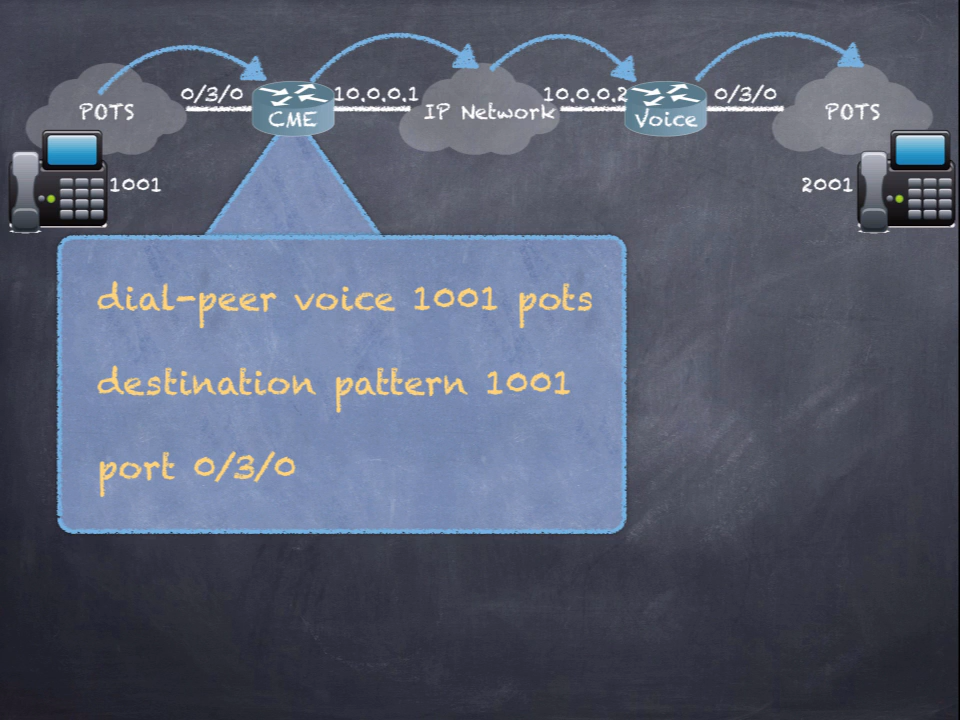 0/3/0
10.0.0.1
10.0.0.2
0/3/0
POTS
CME
IP Network
Voice
POTS
1001
2001
dial-peer voice 1001 pots
destination pattern 1001
port 0/3/0